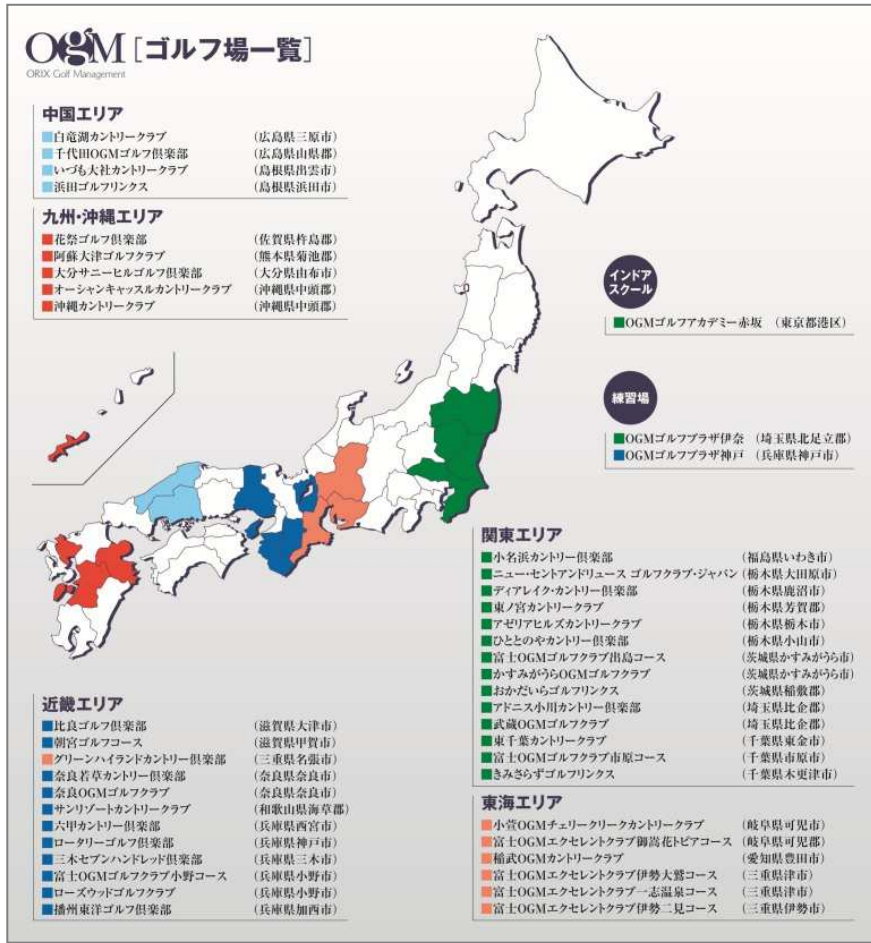 OGM [ゴルフ場一覧]
ORIX Golf Management
中国エリア
白竜湖カントリークラブ (広島県三原市)
千代田OGMゴルフ倶楽部 (広島県山県郡)
いづも大社カントリークラブ (島根県出雲市)
浜田ゴルフリンクス (島根県浜田市)
九州・沖縄エリア
花祭ゴルフ倶楽部 (佐賀県杵島郡)
阿蘇大津ゴルフクラブ (熊本県菊池郡)
大分サニーヒルゴルフ倶楽部 (大分県由布市)
オーシャンキャッスルカントリークラブ (沖縄県中頭郡)
沖縄カントリークラブ (沖縄県中頭郡)
インドア
スクール
OGMゴルフアカデミー赤坂 (東京都港区)
練習場
OGMゴルフプラザ伊奈 (埼玉県北足立郡)
OGMゴルフプラザ神戸 (兵庫県神戸市)
関東エリア
小名浜カントリー倶楽部 (福島県いわき市)
ニュー・セントアンドリュース ゴルフクラブ・ジャパン (栃木県大田原市)
ディアレイク・カントリー倶楽部 (栃木県鹿沼市)
東ノ宮カントリークラブ (栃木県芳賀郡)
アゼリアヒルズカントリークラブ (栃木県栃木市)
ひととのやカントリー倶楽部 (栃木県小山市)
富士OGMゴルフクラブ出島コース (茨城県かすみがうら市)
かすみがうらOGMゴルフクラブ (茨城県かすみがうら市)
おかだいらゴルフリンクス (茨城県稲敷郡)
アドニス小川カントリー倶楽部 (埼玉県比企郡)
武蔵OGMゴルフクラブ (埼玉県比企郡)
東千葉カントリークラブ (千葉県東金市)
富士OGMゴルフクラブ市原コース (千葉県市原市)
きみさらずゴルフリンクス (千葉県木更津市)
近畿エリア
比良ゴルフ倶楽部 (滋賀県大津市)
朝宮ゴルフコース (滋賀県甲賀市)
グリーンハイランドカントリー倶楽部 (三重県名張市)
奈良若草カントリー倶楽部 (奈良県奈良市)
奈良OGMゴルフクラブ (奈良県奈良市)
サンリゾートカントリークラブ (和歌山県海草郡)
六甲カントリー倶楽部 (兵庫県西宮市)
ロータリーゴルフ倶楽部 (兵庫県神戸市)
三木セブンハンドレッド倶楽部 (兵庫県三木市)
富士OGMゴルフクラブ小野コース (兵庫県小野市)
ローズウッドゴルフクラブ (兵庫県小野市)
播州東洋ゴルフ倶楽部 (兵庫県加西市)
東海エリア
小萱OGMチェリークリークカントリークラブ (岐阜県可児市)
富士OGMエクセレントクラブ御嵩花トピアコース (岐阜県可児郡)
稲武OGMカントリークラブ (愛知県豊田市)
富士OGMエクセレントクラブ伊勢大鷲コース (三重県津市)
富士OGMエクセレントクラブ一志温泉コース (三重県津市)
富士OGMエクセレントクラブ伊勢二見コース (三重県伊勢市)